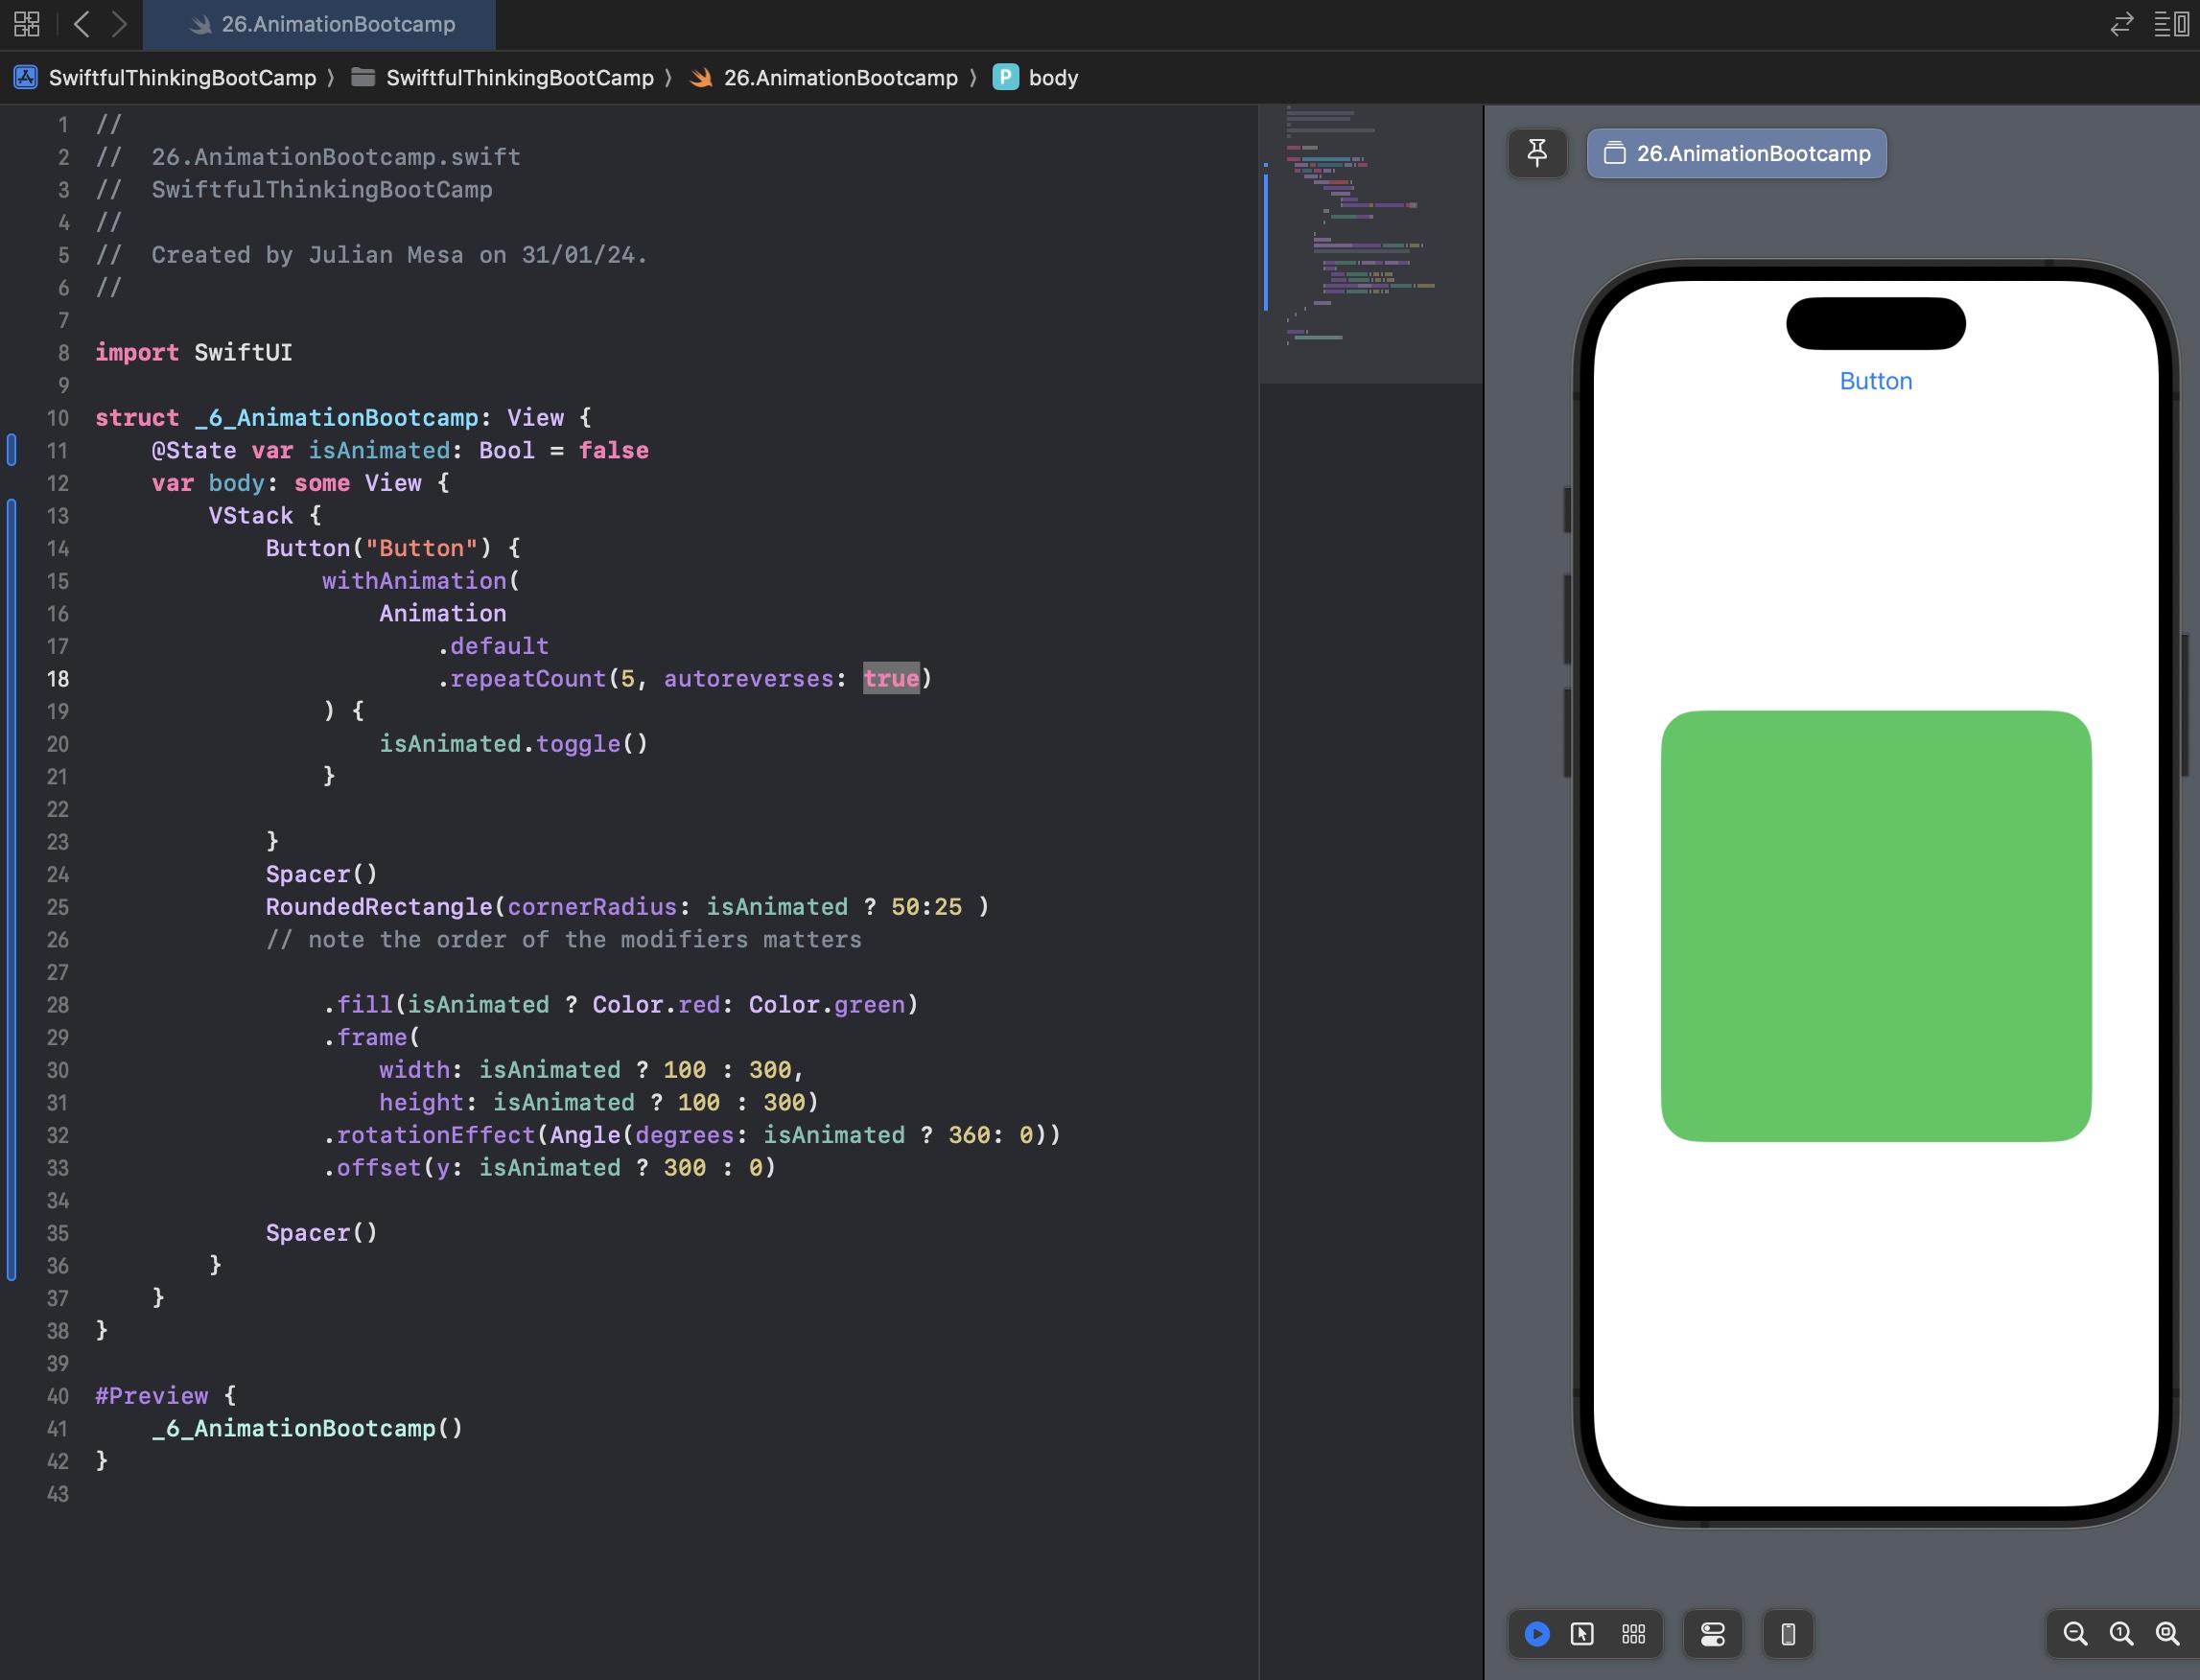 26.AnimationBootcamp
SwiftfulThinkingBootCamp 〉 SwiftfulThinkingBootCamp 〉 26.AnimationBootcamp 〉 P body
1 //
2 //  26.AnimationBootcamp.swift
3 //  SwiftfulThinkingBootCamp
4 //
5 //  Created by Julian Mesa on 31/01/24.
6 //
7
8 import SwiftUI
9
10 struct _6_AnimationBootcamp: View {
11     @State var isAnimated: Bool = false
12     var body: some View {
13         VStack {
14             Button("Button") {
15                 withAnimation(
16                     Animation
17                         .default
18                         .repeatCount(5, autoreverses: true)
19                 ) {
20                     isAnimated.toggle()
21                 }
22
23             }
24             Spacer()
25             RoundedRectangle(cornerRadius: isAnimated ? 50:25 )
26             // note the order of the modifiers matters
27
28                 .fill(isAnimated ? Color.red: Color.green)
29                 .frame(
30                     width: isAnimated ? 100 : 300,
31                     height: isAnimated ? 100 : 300)
32                 .rotationEffect(Angle(degrees: isAnimated ? 360: 0))
33                 .offset(y: isAnimated ? 300 : 0)
34
35             Spacer()
36         }
37     }
38 }
39
40 #Preview {
41     _6_AnimationBootcamp()
42 }
43
26.AnimationBootcamp
Button